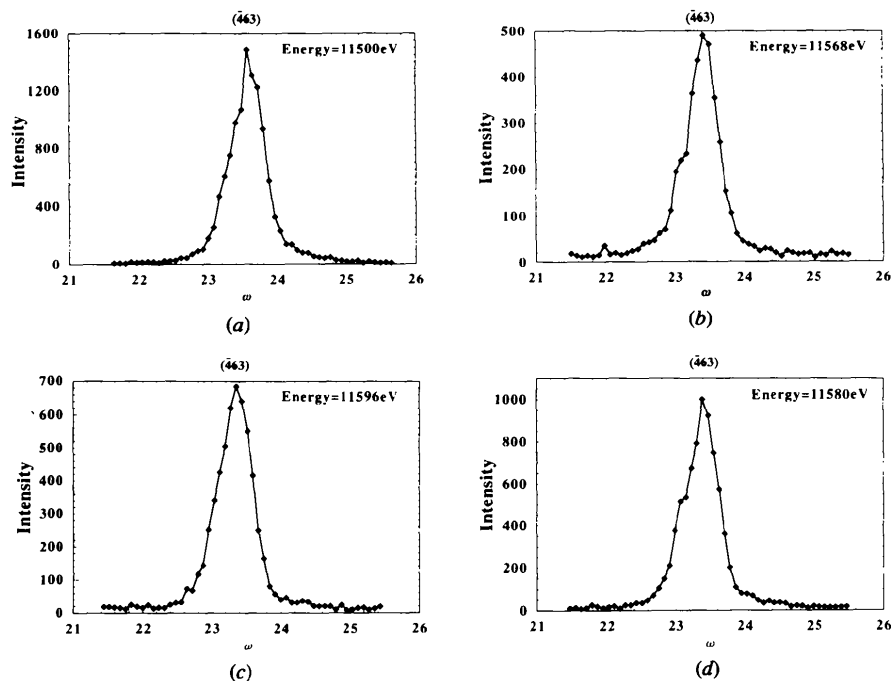 (4̄63)
1600
1200
800
400
0
Intensity
Energy=11500eV
21 22 23 24 25 26
ω
(a)
(4̄63)
500
400
300
200
100
0
Intensity
Energy=11568eV
21 22 23 24 25 26
ω
(b)
(4̄63)
700
600
500
400
300
200
100
0
Intensity
Energy=11596eV
21 22 23 24 25 26
ω
(c)
(4̄63)
1000
800
600
400
200
0
Intensity
Energy=11580eV
21 22 23 24 25 26
ω
(d)